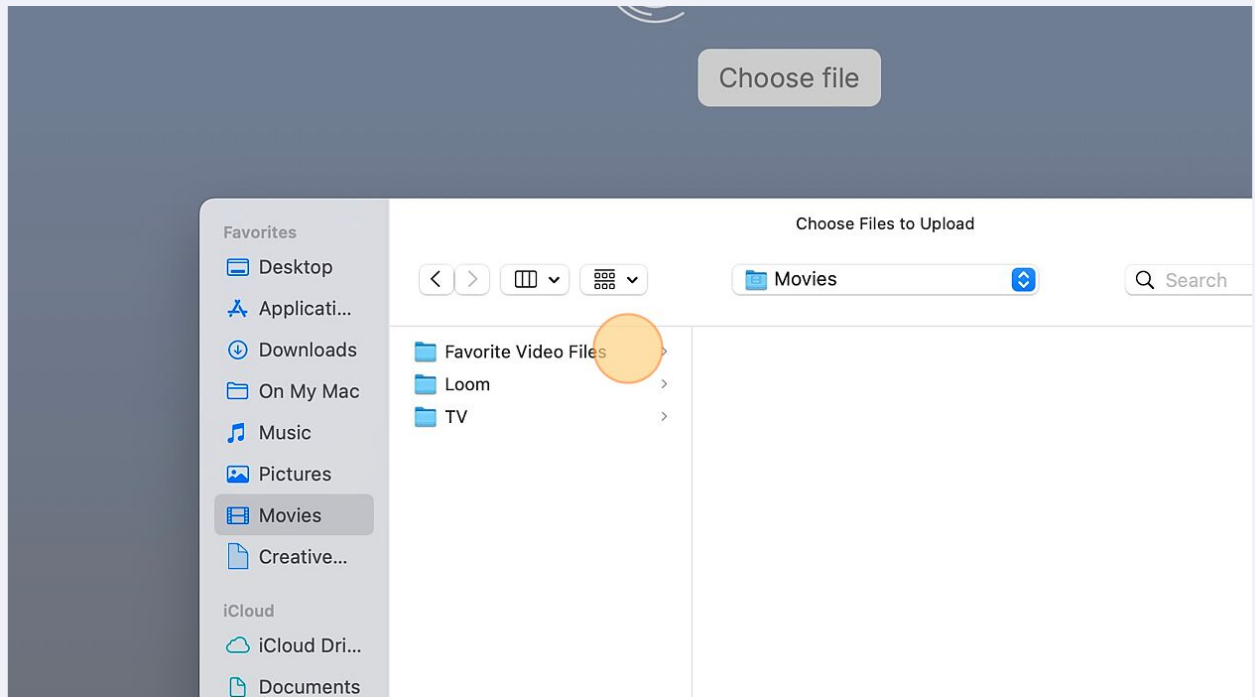 Choose file
Choose Files to Upload
Favorites
Desktop
Applicati...
Downloads
On My Mac
Music
Pictures
Movies
Creative...
iCloud
iCloud Dri...
Documents
Movies
Search
Favorite Video Files
Loom
TV